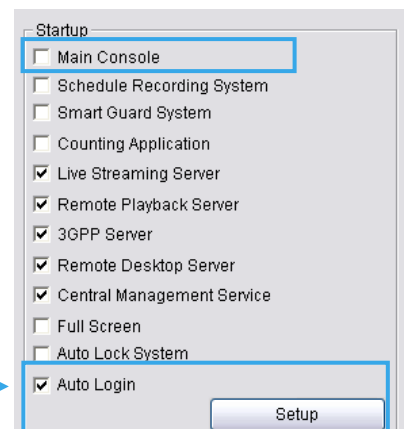 Startup
Main Console
Schedule Recording System
Smart Guard System
Counting Application
Live Streaming Server
Remote Playback Server
3GPP Server
Remote Desktop Server
Central Management Service
Full Screen
Auto Lock System
Auto Login
Setup